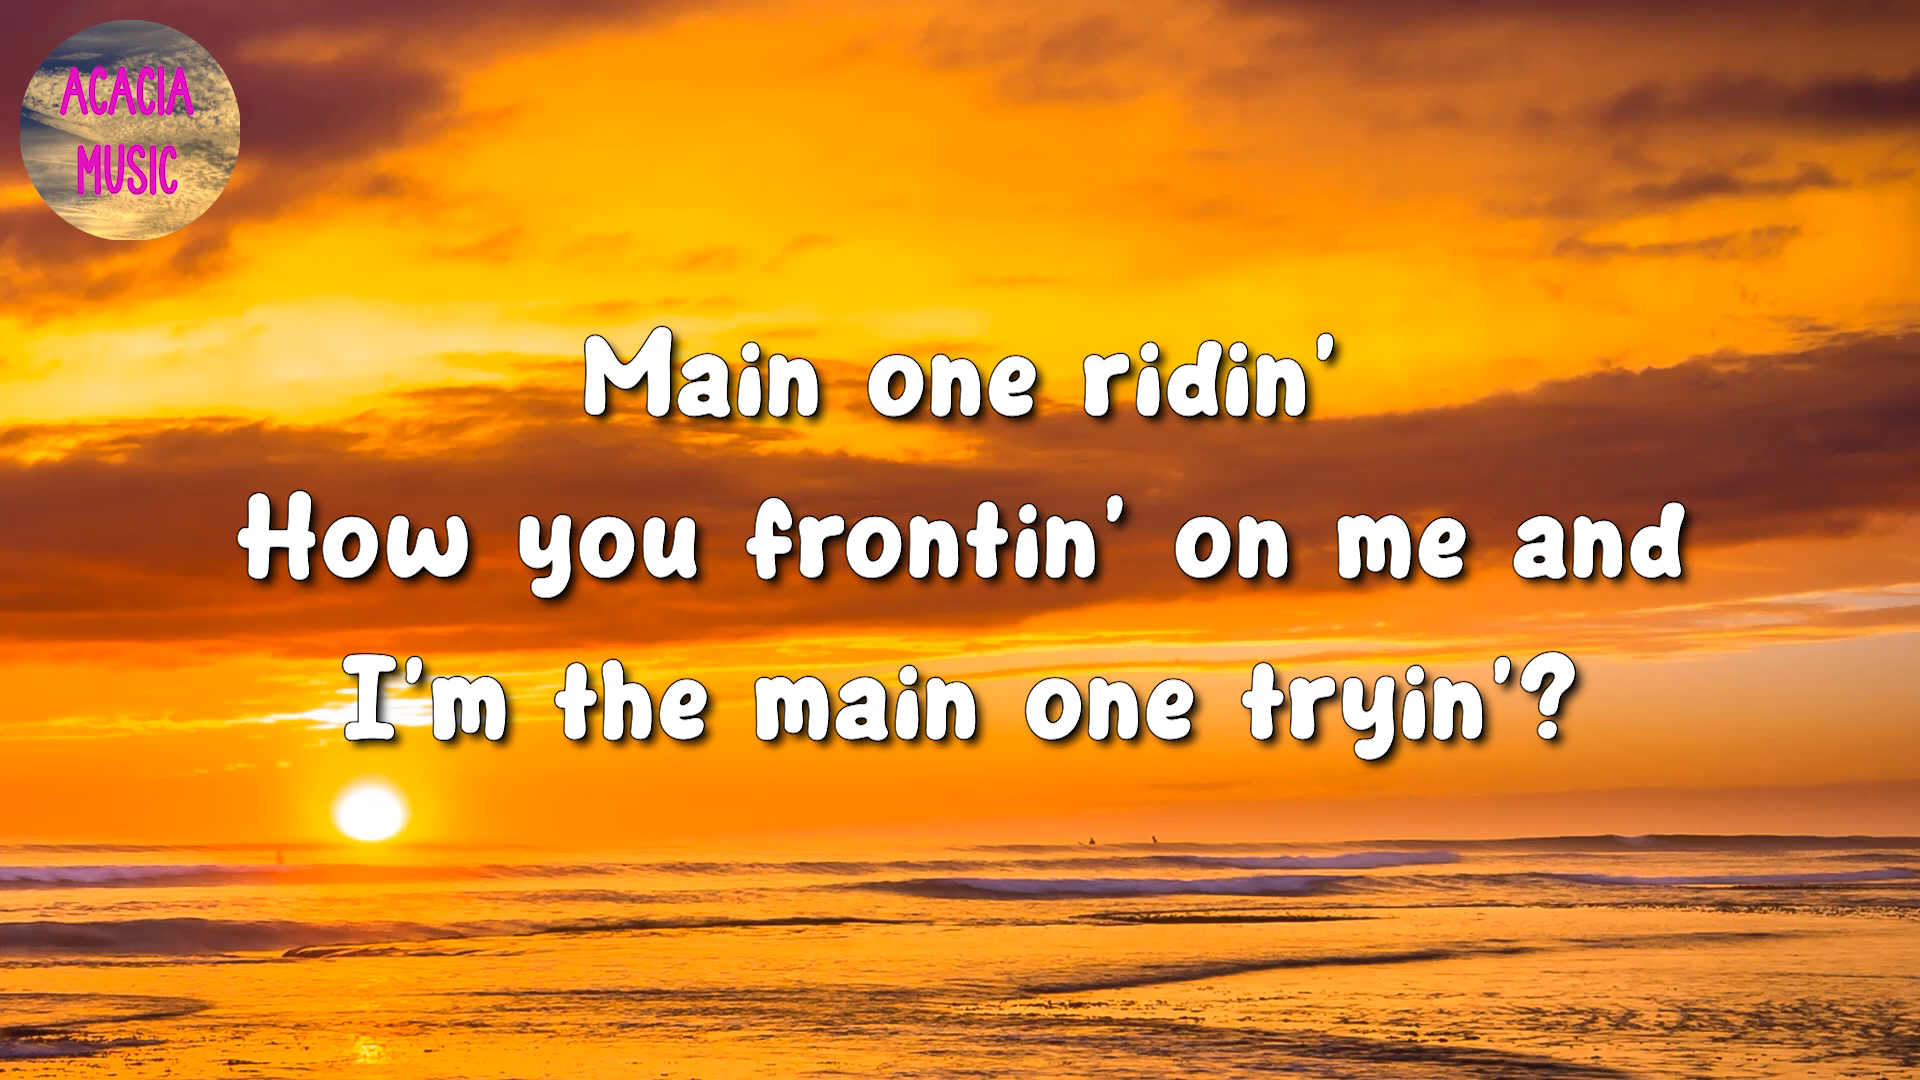 ACACIA
MUSIC
Main one ridin'
How you frontin' on me and
I'm the main one tryin'?